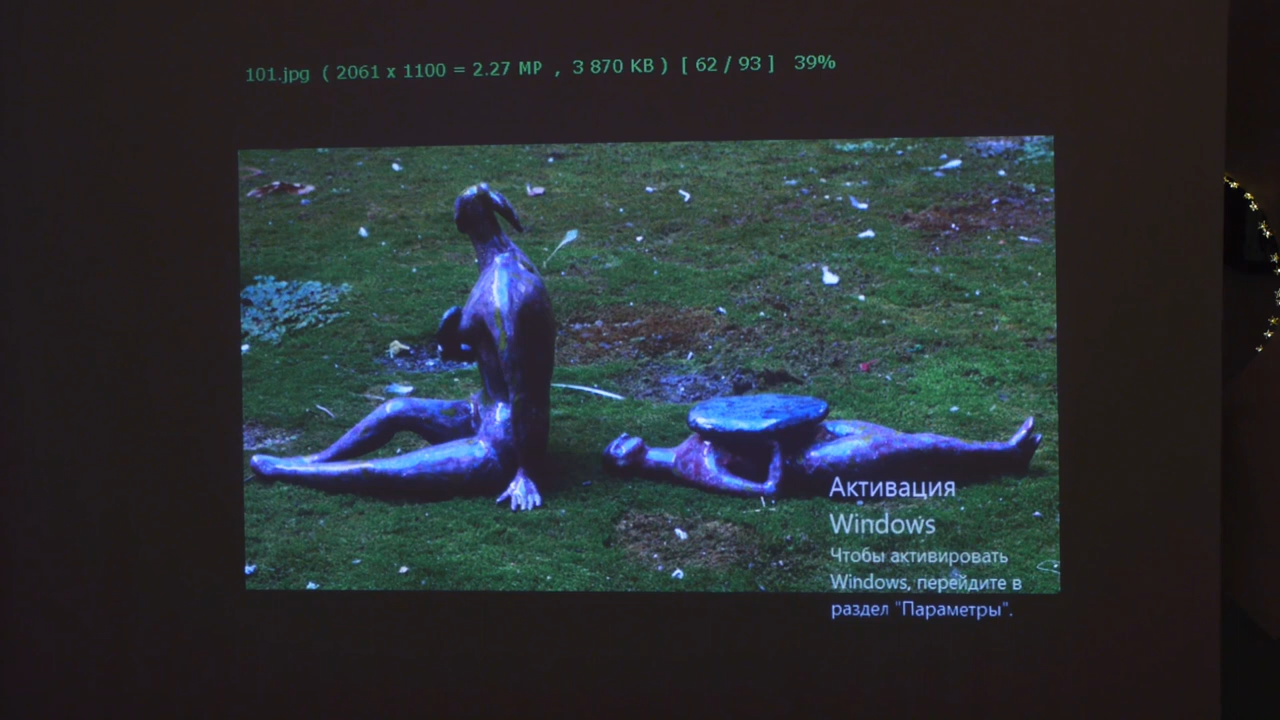 101.jpg ( 2061 x 1100 = 2.27 MP , 3 870 KB ) [ 62 / 93 ] 39%
Активация
Windows
Чтобы активировать
Windows, перейдите в
раздел "Параметры".